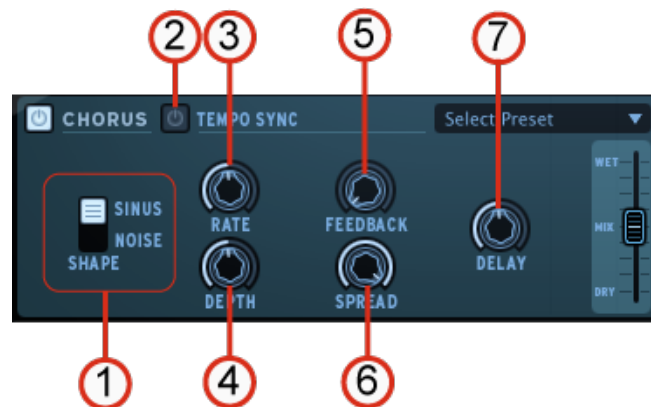 2 3 5 7
CHORUS TEMPO SYNC Select Preset
WET
SINUS
NOISE
SHAPE
RATE FEEDBACK
MIX
DELAY
DEPTH SPREAD
DRY
1 4 6